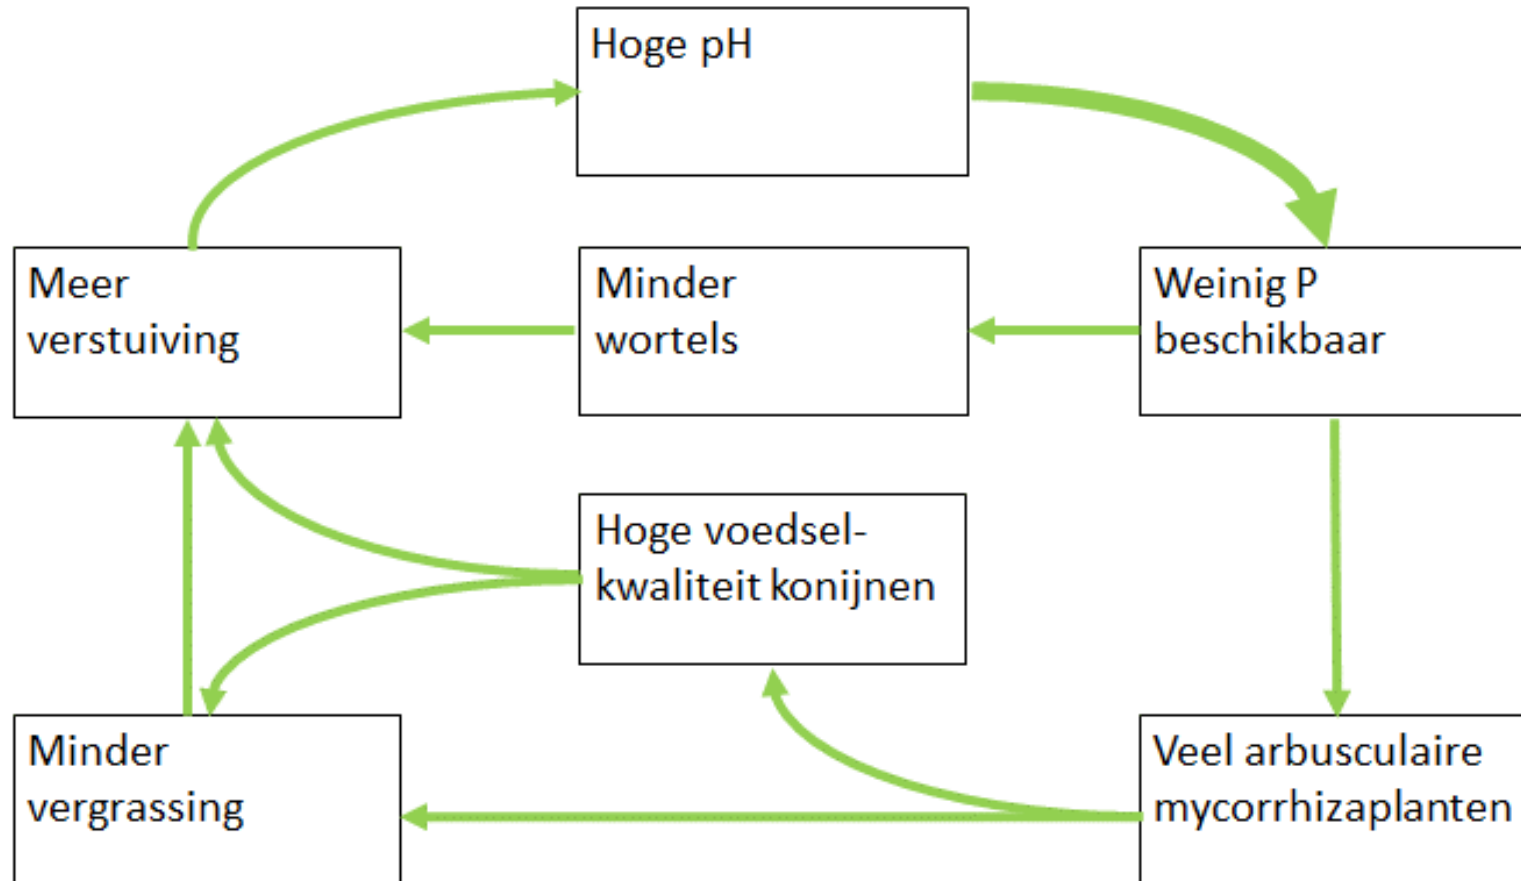 Hoge pH
Meer
verstuiving
Minder
wortels
Weinig P
beschikbaar
Hoge voedsel-
kwaliteit konijnen
Minder
vergrassing
Veel arbusculaire
mycorrhizaplanten